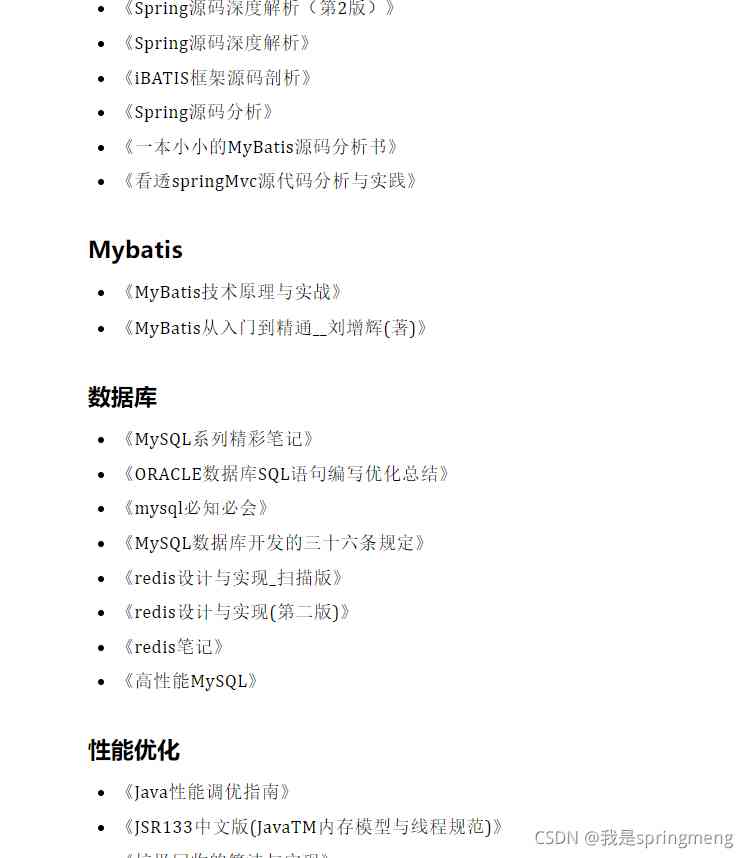 《Spring源码深度解析（第2版）》
《Spring源码深度解析》
《iBATIS框架源码剖析》
《Spring源码分析》
《一本小小的MyBatis源码分析书》
《看透springMvc源代码分析与实践》
Mybatis
《MyBatis技术原理与实战》
《MyBatis从入门到精通__刘增辉(著)》
数据库
《MySQL系列精彩笔记》
《ORACLE数据库SQL语句编写优化总结》
《mysql必知必会》
《MySQL数据库开发的三十六条规定》
《redis设计与实现_扫描版》
《redis设计与实现(第二版)》
《redis笔记》
《高性能MySQL》
性能优化
《Java性能调优指南》
《JSR133中文版(JavaTM内存模型与线程规范)》
CSDN @我是springmeng